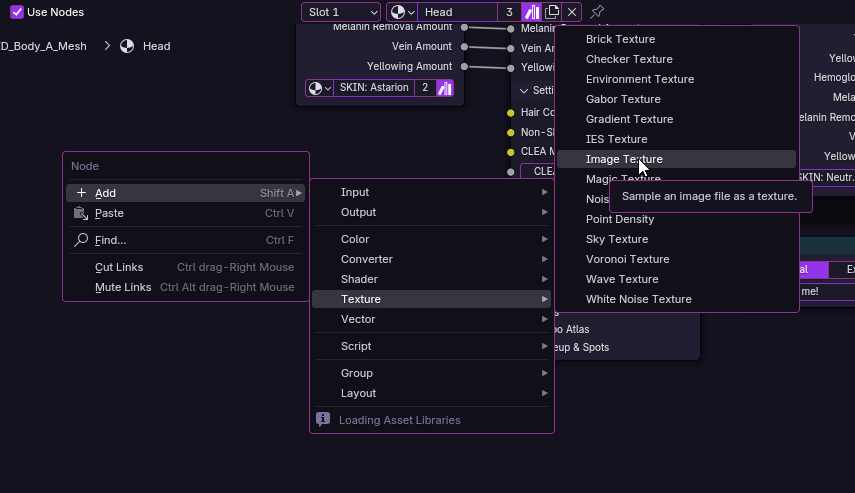 Use Nodes
Slot 1
Head
3
D_Body_A_Mesh
Head
Melanin Removal Amount
Vein Amount
Yellowing Amount
SKIN: Astarion
2
Melanin
Vein Ar
Yellowi
Setti
Hair Co
Non-SI
CLEA M
CLEA
Node
Add
Shift A
Paste
Ctrl V
Find...
Ctrl F
Cut Links
Ctrl drag-Right Mouse
Mute Links
Ctrl Alt drag-Right Mouse
Input
Output
Color
Converter
Shader
Texture
Vector
Script
Group
Layout
Loading Asset Libraries
Brick Texture
Checker Texture
Environment Texture
Gabor Texture
Gradient Texture
IES Texture
Image Texture
Magic Texture
Nois
Point Density
Sky Texture
Voronoi Texture
Wave Texture
White Noise Texture
Sample an image file as a texture.
Yellow
Hemoglo
Melan
elanin Remo
V
Yellow
SKIN: Neutr.
al
Ex
me!
oo Atlas
eup & Spots